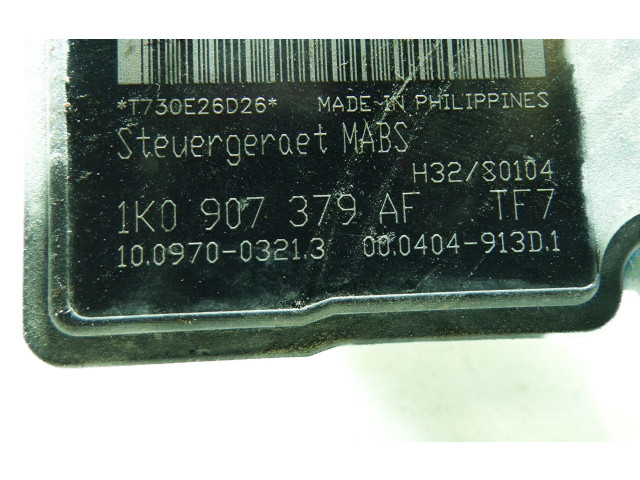 *T730E26D26* MADE IN PHILIPPINES
Steuergeraet MABS
H32/80104
1K0 907 379 AF TF7
10.0970-0321.3 00.0404-913D.1